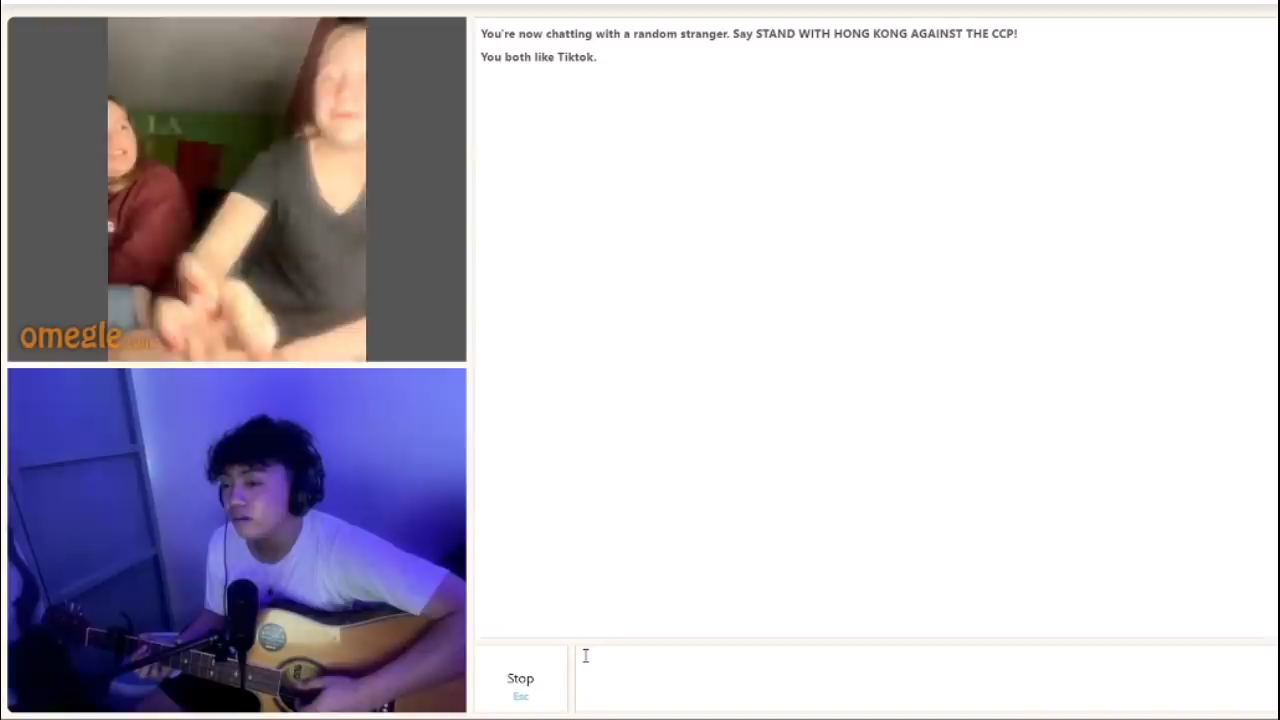 You're now chatting with a random stranger. Say STAND WITH HONG KONG AGAINST THE CCP!
You both like Tiktok.
LA
omegle
Stop
Esc